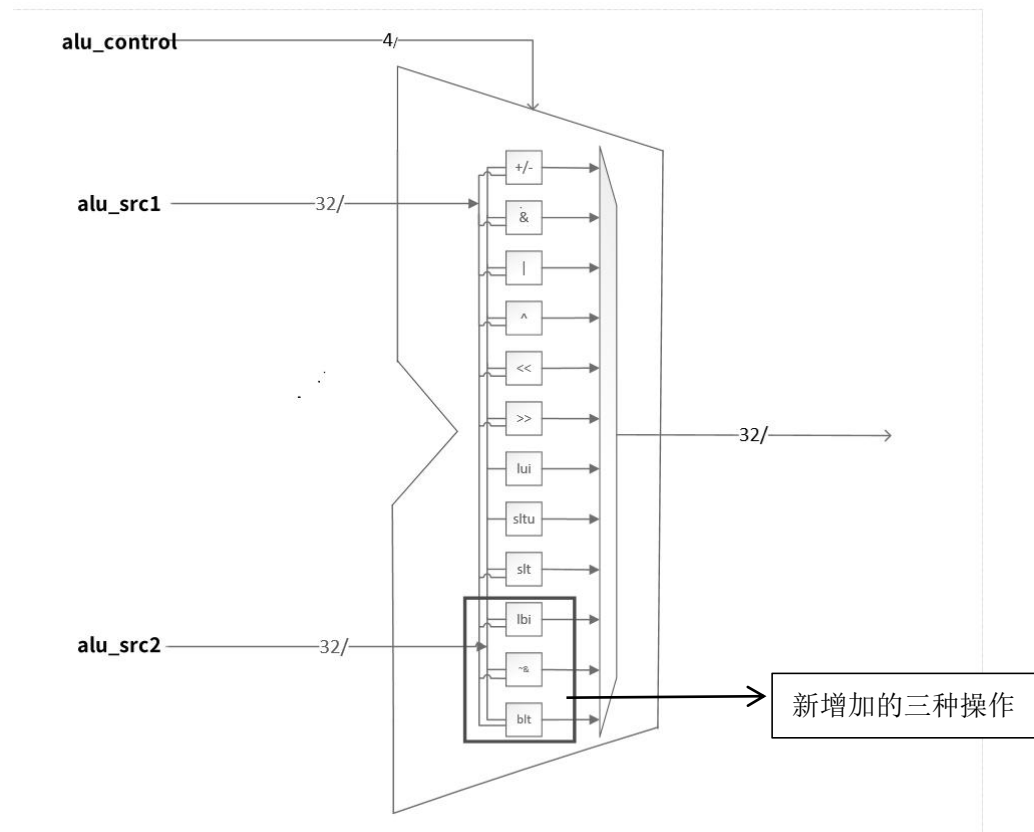 alu_control
4/
+/-
alu_src1
32/
&
|
^
<<
>>
32/
lui
sltu
slt
lbi
alu_src2
32/
~&
新增加的三种操作
blt